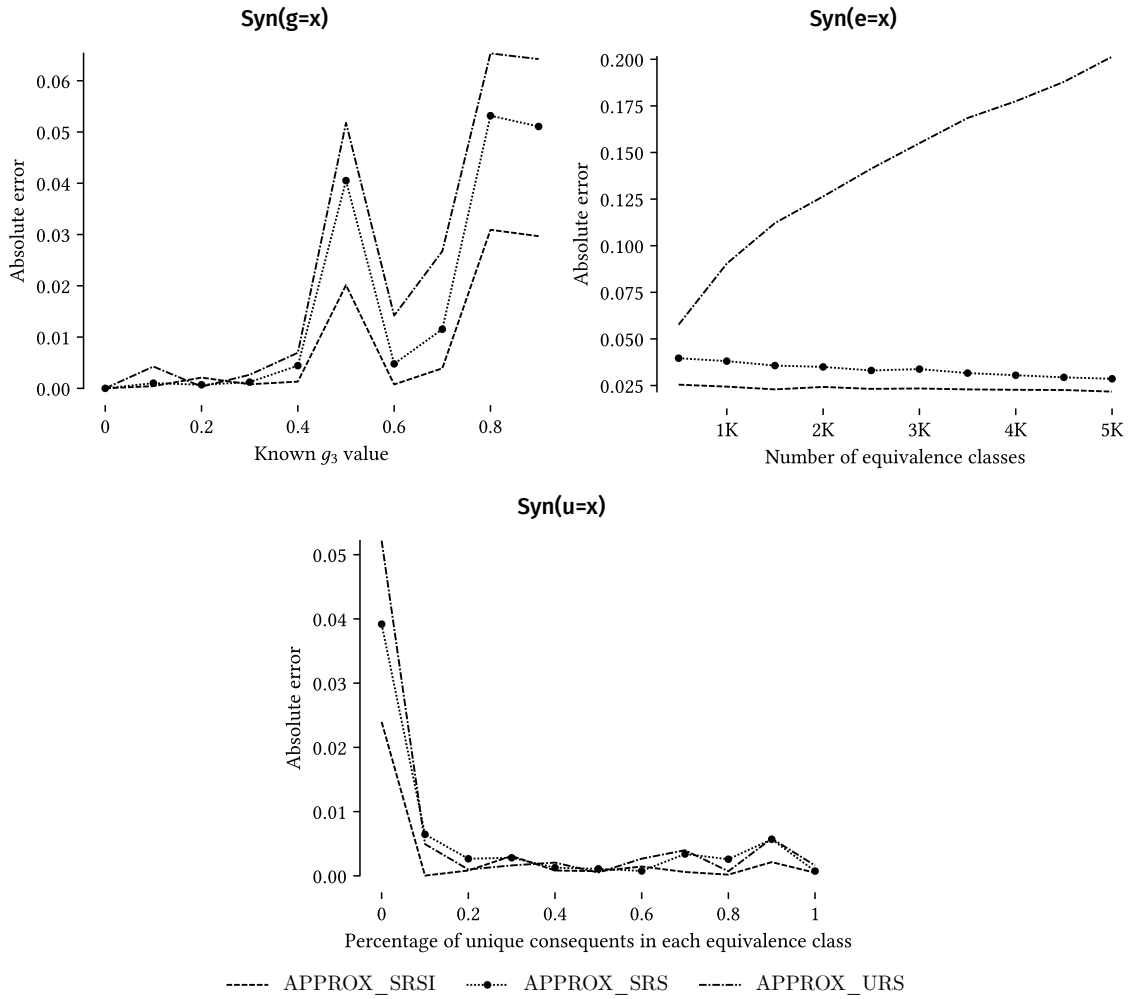 Syn(g=x)
Absolute error
0.06
0.05
0.04
0.03
0.02
0.01
0.00
0 0.2 0.4 0.6 0.8
Known g₃ value
Syn(e=x)
Absolute error
0.200
0.175
0.150
0.125
0.100
0.075
0.050
0.025
1K 2K 3K 4K 5K
Number of equivalence classes
Syn(u=x)
Absolute error
0.05
0.04
0.03
0.02
0.01
0.00
0 0.2 0.4 0.6 0.8 1
Percentage of unique consequents in each equivalence class
APPROX_SRSI APPROX_SRS APPROX_URS